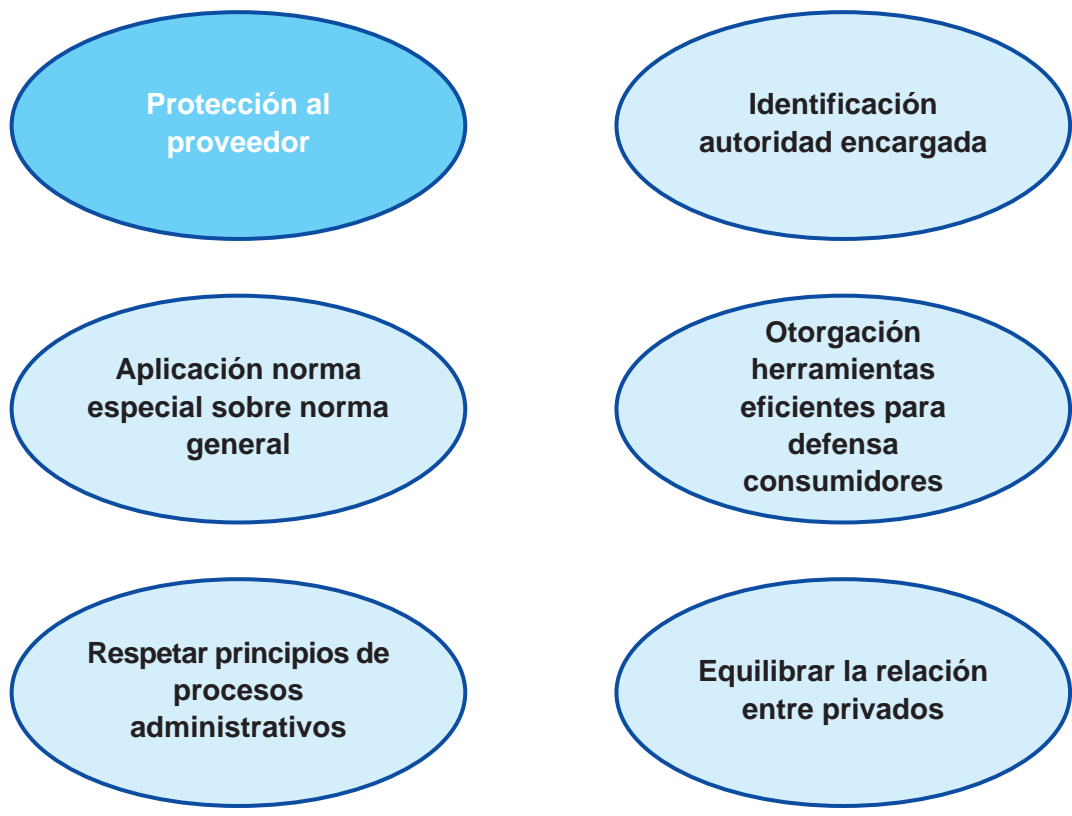 Protección al
proveedor
Identificación
autoridad encargada
Aplicación norma
especial sobre norma
general
Otorgación
herramientas
eficientes para
defensa
consumidores
Respetar principios de
procesos
administrativos
Equilibrar la relación
entre privados